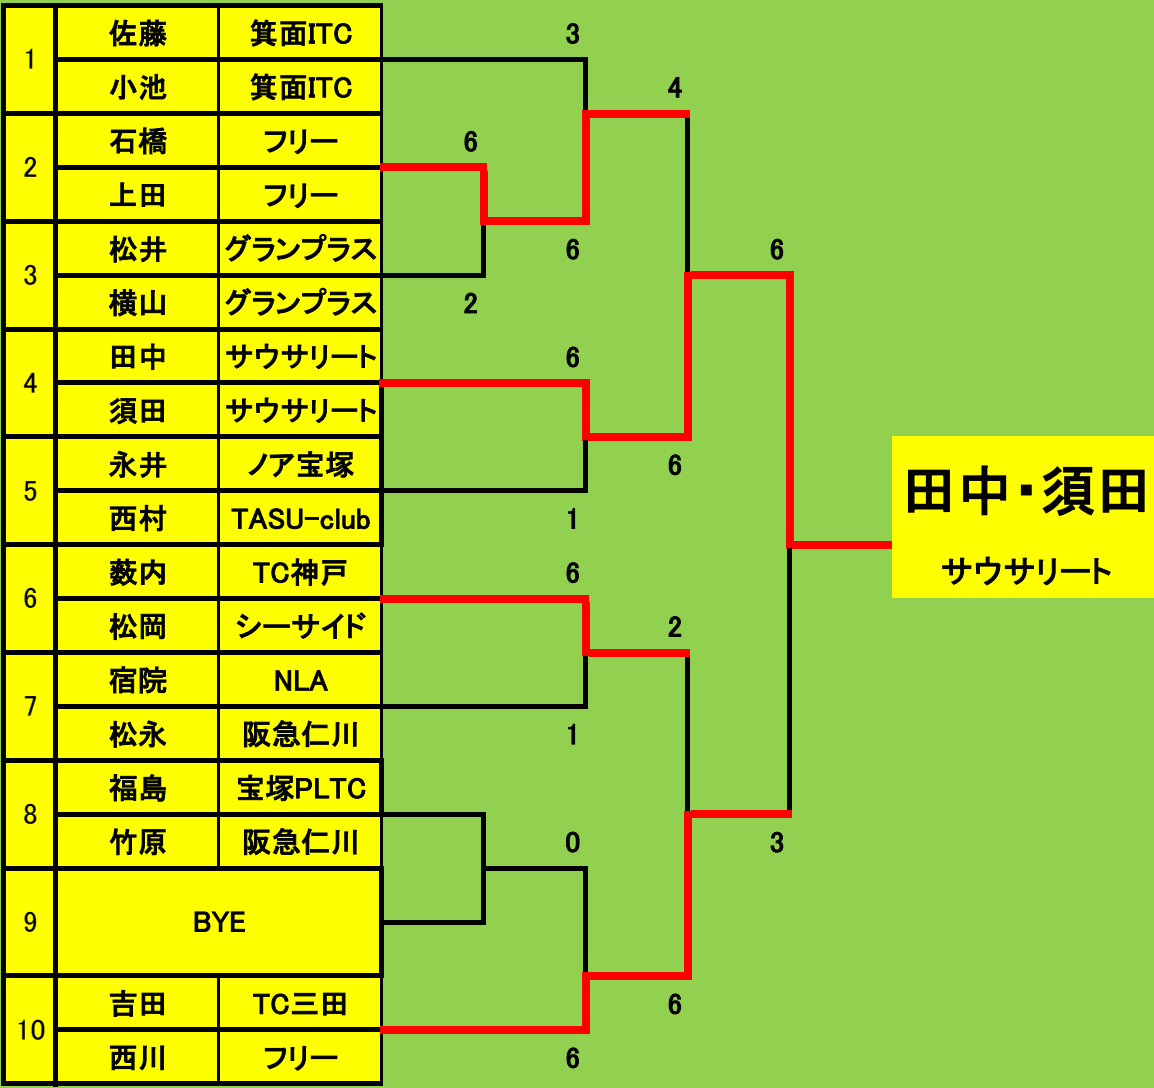 1
佐藤 箕面ITC
小池 箕面ITC
2
石橋 フリー
上田 フリー
3
松井 グランプラス
横山 グランプラス
4
田中 サウサリート
須田 サウサリート
5
永井 ノア宝塚
西村 TASU-club
6
薮内 TC神戸
松岡 シーサイド
7
宿院 NLA
松永 阪急仁川
8
福島 宝塚PLTC
竹原 阪急仁川
9
BYE
10
吉田 TC三田
西川 フリー
6
2
3
6
6
1
6
1
0
6
4
6
2
6
6
3
田中・須田
サウサリート